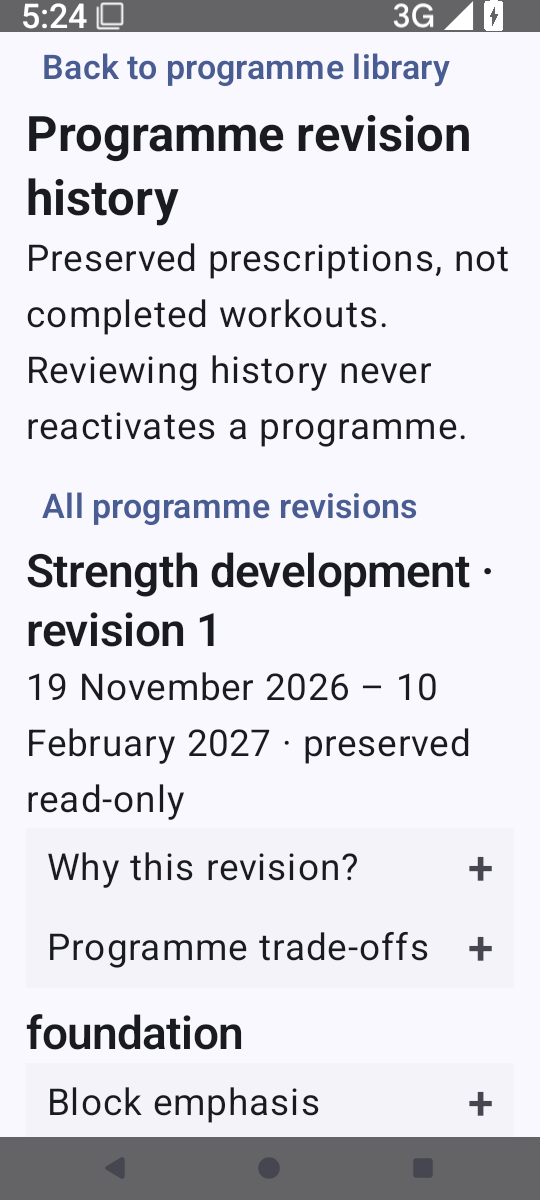 5:24 3G
Back to programme library
Programme revision
history
Preserved prescriptions, not
completed workouts.
Reviewing history never
reactivates a programme.
All programme revisions
Strength development ·
revision 1
19 November 2026 – 10
February 2027 · preserved
read-only
Why this revision? +
Programme trade-offs +
foundation
Block emphasis +